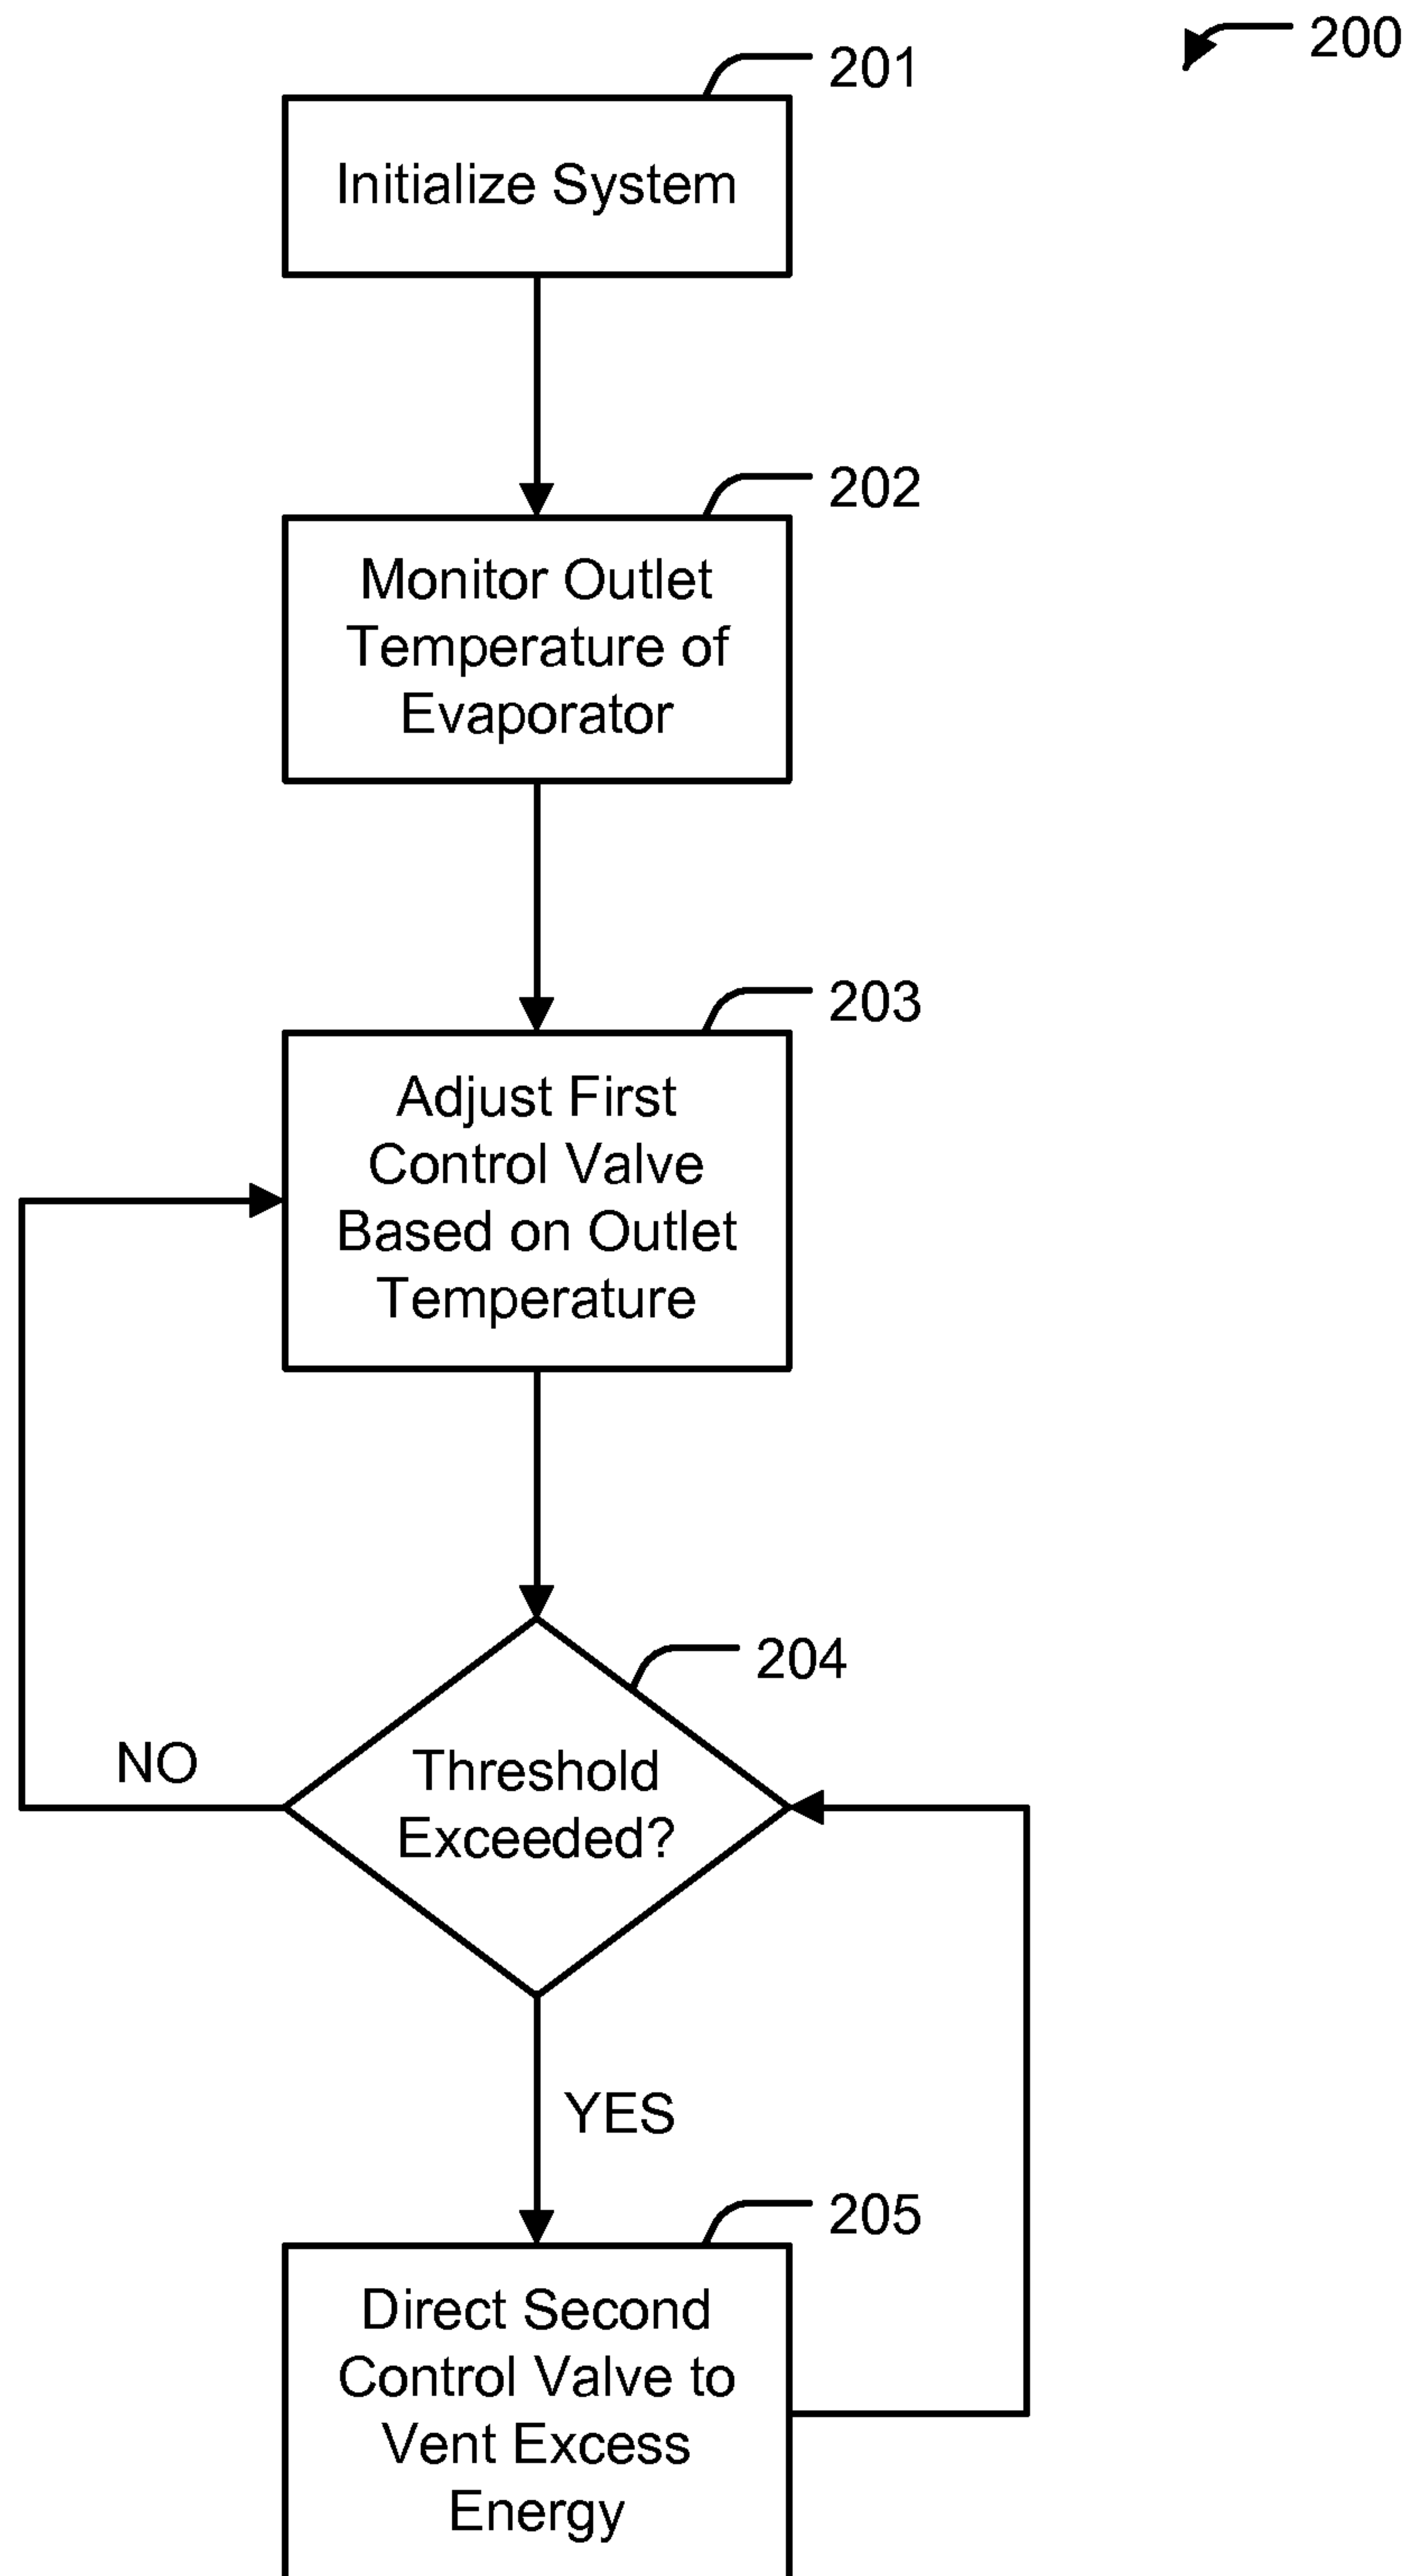 200
201
Initialize System
202
Monitor Outlet
Temperature of
Evaporator
203
Adjust First
Control Valve
Based on Outlet
Temperature
204
Threshold
Exceeded?
NO
YES
205
Direct Second
Control Valve to
Vent Excess
Energy